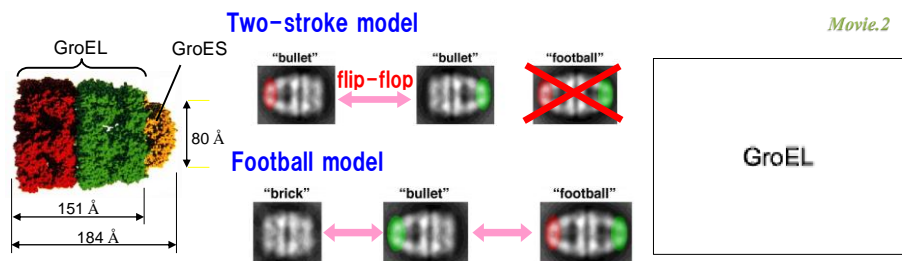 GroEL
GroES
80 Å
151 Å
184 Å
Two-stroke model
"bullet"
flip-flop
"bullet"
"football"
Football model
"brick"
"bullet"
"football"
Movie.2
GroEL